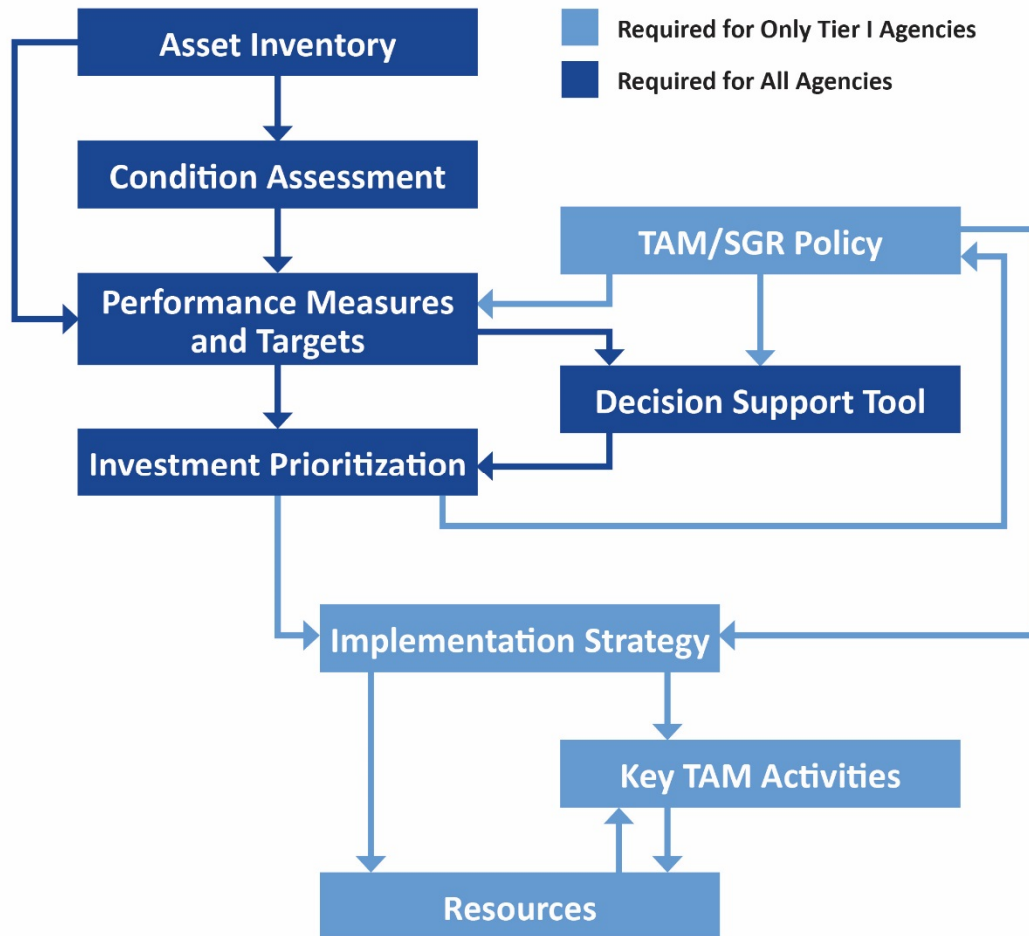 Asset Inventory
Required for Only Tier I Agencies
Required for All Agencies
Condition Assessment
TAM/SGR Policy
Performance Measures
and Targets
Decision Support Tool
Investment Prioritization
Implementation Strategy
Key TAM Activities
Resources